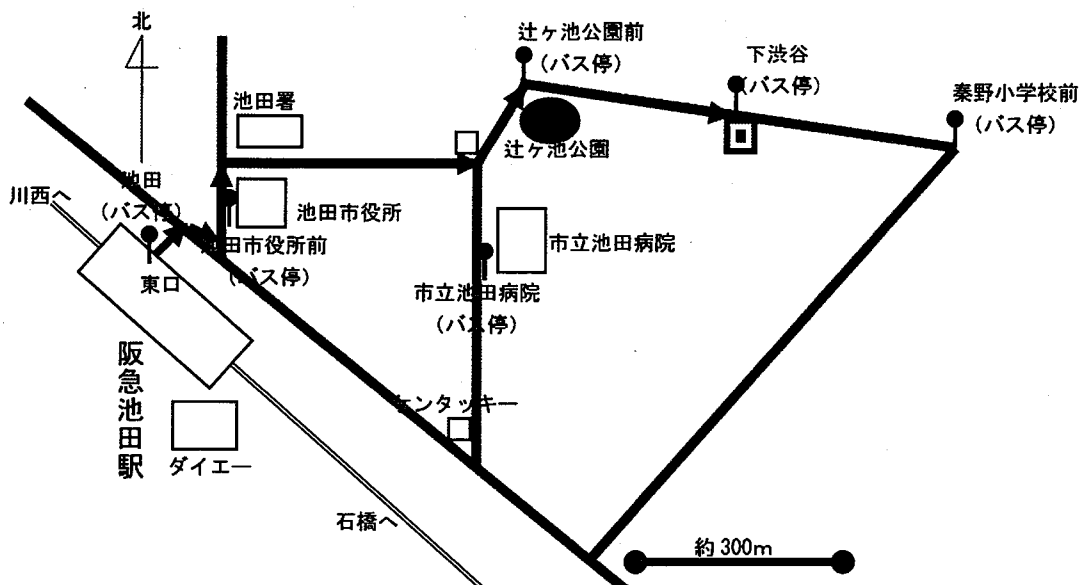 北
辻ヶ池公園前
(バス停)
下渋谷
(バス停)
秦野小学校前
(バス停)
池田署
辻ヶ池公園
川西へ
池田
(バス停)
池田市役所
池田市役所前
(バス停)
東口
市立池田病院
市立池田病院
(バス停)
阪急池田駅
ケンタッキー
ダイエー
石橋へ
約300m